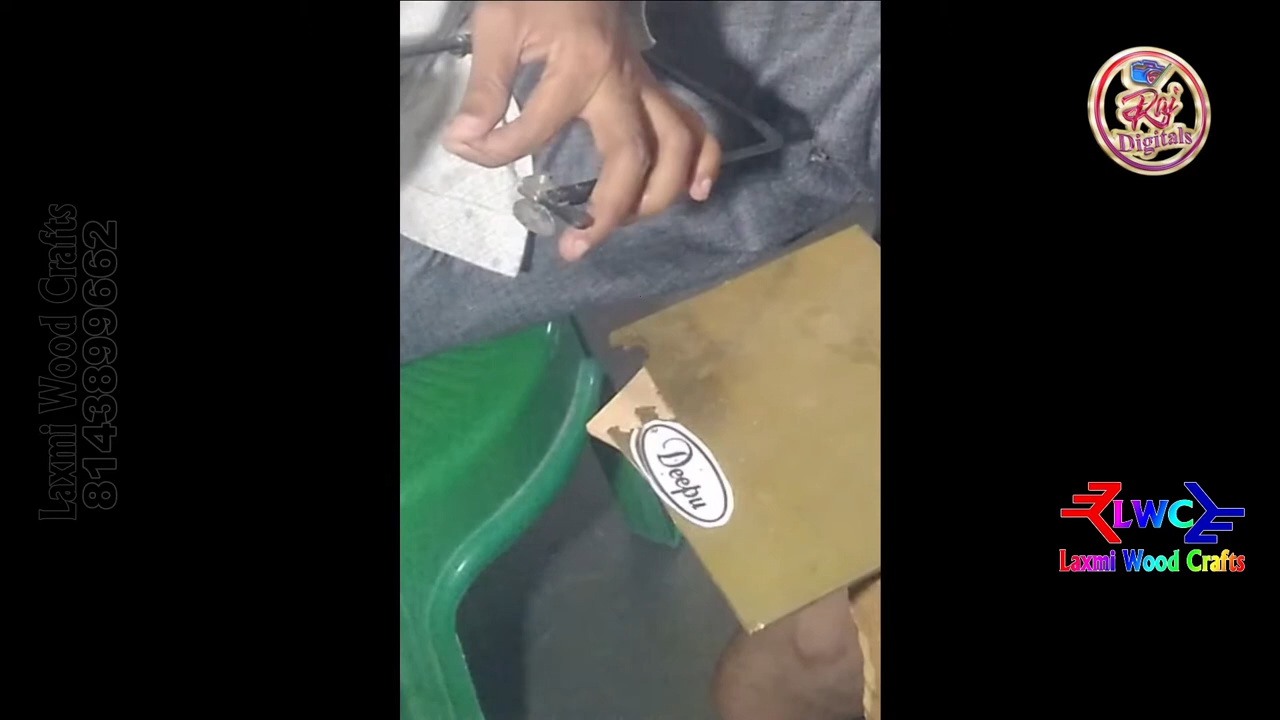 Laxmi Wood Crafts
8143899662
Raj
Digitals
Deepu
LWC
Laxmi Wood Crafts